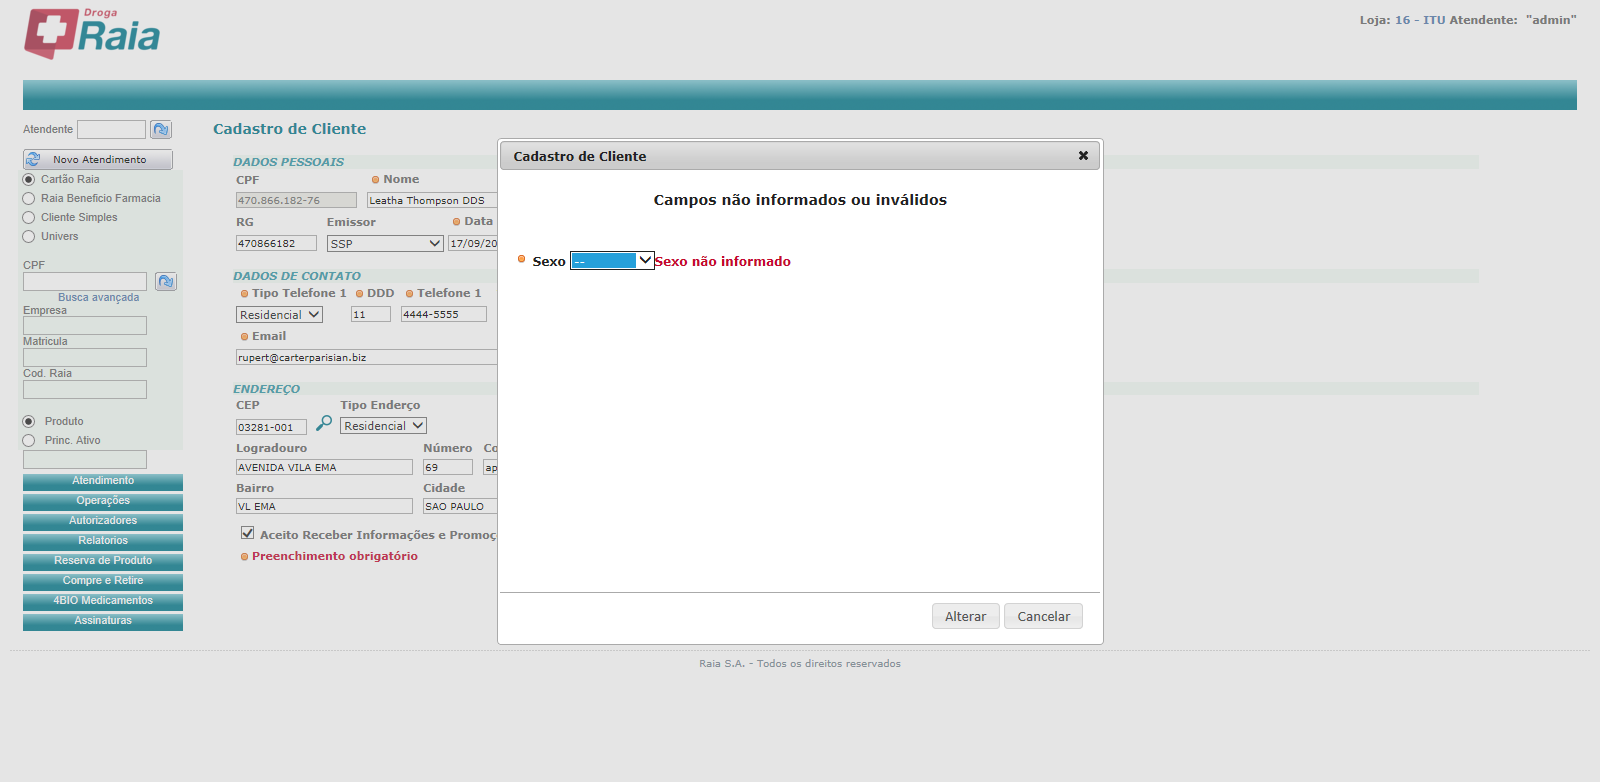 Droga
Raia
Loja: 16 - ITU Atendente: "admin"
Atendente
Novo Atendimento
Cartão Raia
Raia Beneficio Farmacia
Cliente Simples
Univers
CPF
Busca avançada
Empresa
Matricula
Cod. Raia
Produto
Princ. Ativo
Atendimento
Operações
Autorizadores
Relatorios
Reserva de Produto
Compre e Retire
4BIO Medicamentos
Assinaturas
Cadastro de Cliente
DADOS PESSOAIS
CPF Nome
470.866.182-76 Leatha Thompson DDS
RG Emissor Data
470866182 SSP 17/09/20
DADOS DE CONTATO
Tipo Telefone 1 DDD Telefone 1
Residencial 11 4444-5555
Email
rupert@carterparisian.biz
ENDEREÇO
CEP Tipo Enderço
03281-001 Residencial
Logradouro Número Co
AVENIDA VILA EMA 69 ap
Bairro Cidade
VL EMA SAO PAULO
Aceito Receber Informações e Promoç
Preenchimento obrigatório
Cadastro de Cliente
Campos não informados ou inválidos
Sexo -- Sexo não informado
Alterar Cancelar
Raia S.A. - Todos os direitos reservados